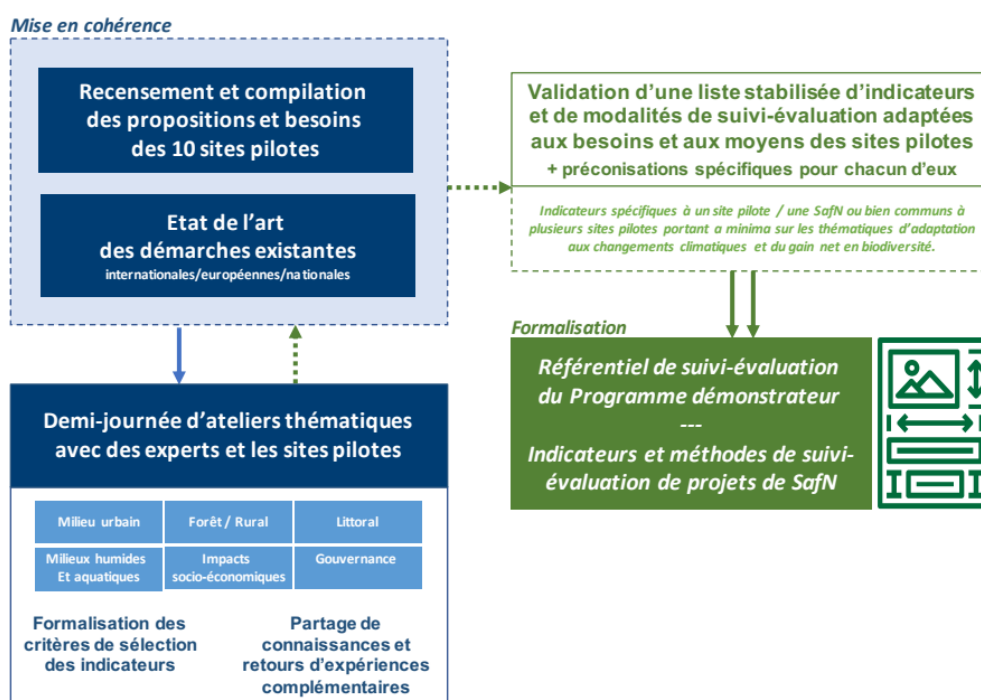 Mise en cohérence
Recensement et compilation
des propositions et besoins
des 10 sites pilotes
Etat de l'art
des démarches existantes
internationales/européennes/nationales
Demi-journée d'ateliers thématiques
avec des experts et les sites pilotes
Milieu urbain
Forêt / Rural
Littoral
Milieux humides
Et aquatiques
Impacts
socio-économiques
Gouvernance
Formalisation des
critères de sélection
des indicateurs
Partage de
connaissances et
retours d'expériences
complémentaires
Validation d'une liste stabilisée d'indicateurs
et de modalités de suivi-évaluation adaptées
aux besoins et aux moyens des sites pilotes
+ préconisations spécifiques pour chacun d'eux
Indicateurs spécifiques à un site pilote / une SafN ou bien communs à
plusieurs sites pilotes portant a minima sur les thématiques d'adaptation
aux changements climatiques et du gain net en biodiversité.
Formalisation
Référentiel de suivi-évaluation
du Programme démonstrateur
---
Indicateurs et méthodes de suivi-
évaluation de projets de SafN